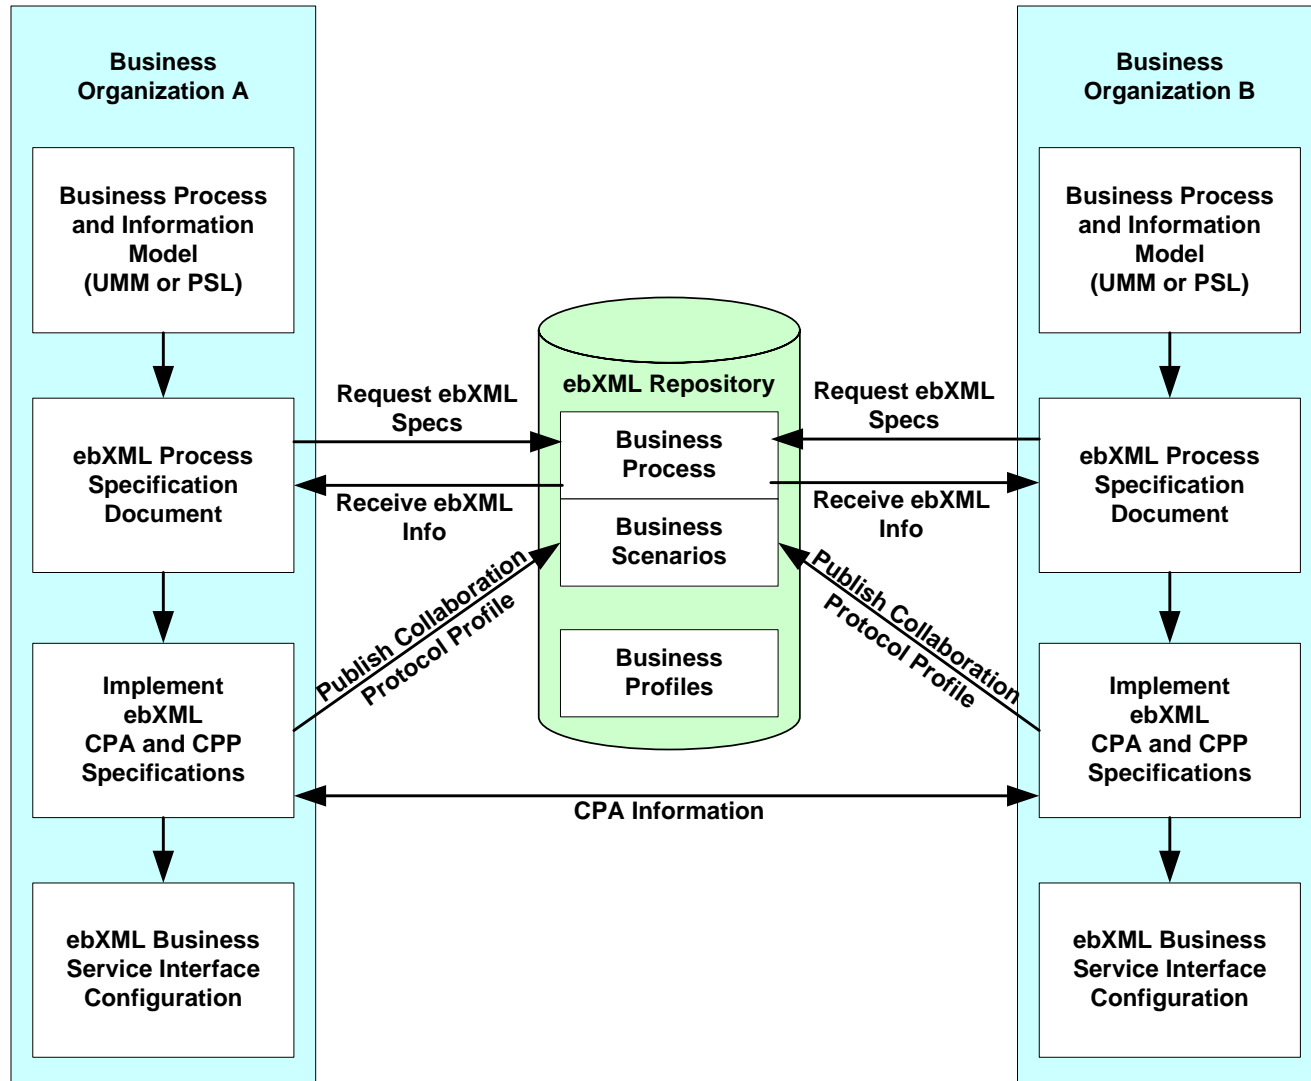 Business
Organization A
Business Process
and Information
Model
(UMM or PSL)
ebXML Process
Specification
Document
Implement
ebXML
CPA and CPP
Specifications
ebXML Business
Service Interface
Configuration
Request ebXML
Specs
Receive ebXML
Info
Publish Collaboration
Protocol Profile
ebXML Repository
Business
Process
Business
Scenarios
Business
Profiles
CPA Information
Request ebXML
Specs
Receive ebXML
Info
Publish Collaboration
Protocol Profile
Business
Organization B
Business Process
and Information
Model
(UMM or PSL)
ebXML Process
Specification
Document
Implement
ebXML
CPA and CPP
Specifications
ebXML Business
Service Interface
Configuration